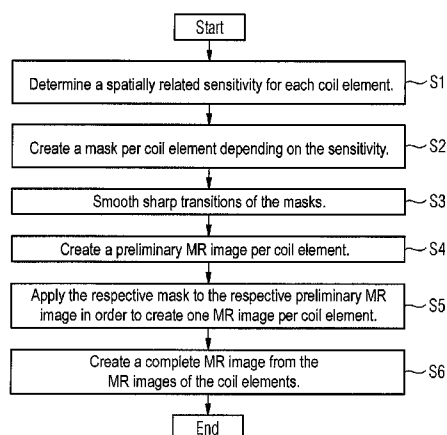 Start
Determine a spatially related sensitivity for each coil element.
S1
Create a mask per coil element depending on the sensitivity.
S2
Smooth sharp transitions of the masks.
S3
Create a preliminary MR image per coil element.
S4
Apply the respective mask to the respective preliminary MR
image in order to create one MR image per coil element.
S5
Create a complete MR image from the
MR images of the coil elements.
S6
End